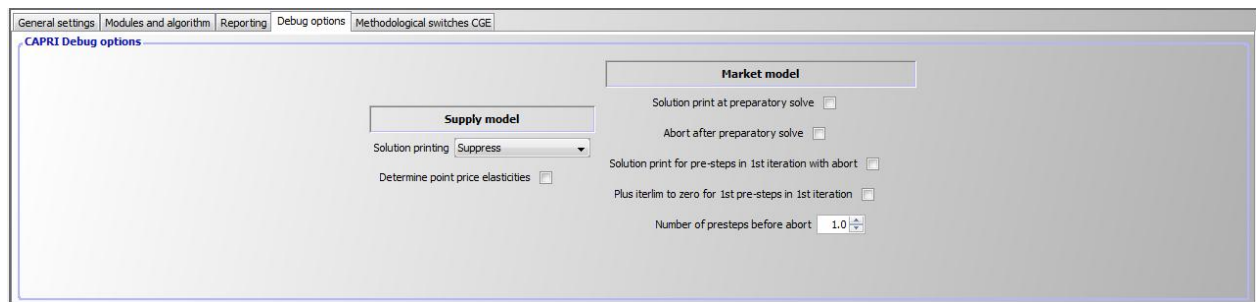 General settings Modules and algorithm Reporting Debug options Methodological switches CGE
CAPRI Debug options
Supply model
Solution printing Suppress
Determine point price elasticities
Market model
Solution print at preparatory solve
Abort after preparatory solve
Solution print for pre-steps in 1st iteration with abort
Plus iterlim to zero for 1st pre-steps in 1st iteration
Number of presteps before abort 1.0